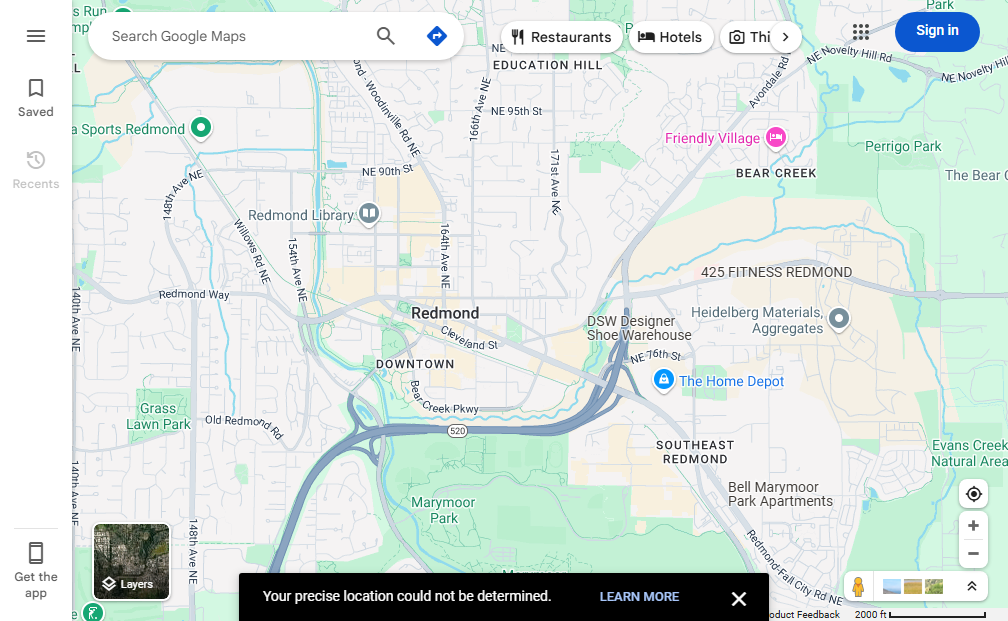 Search Google Maps
Restaurants
Hotels
Thi
Sign in
Saved
Recents
Get the
app
Layers
s Run
Park
EDUCATION HILL
NE Novelty Hill Rd
NE Novelty Hil
Avondale Rd
166th Ave NE
NE 95th St
a Sports Redmond
Friendly Village
Perrigo Park
BEAR CREEK
The Bear C
171st Ave NE
NE 90th St
148th Ave NE
Redmond Library
Willows Rd NE
154th Ave NE
164th Ave NE
425 FITNESS REDMOND
Redmond Way
140th Ave NE
Redmond
Heidelberg Materials,
Aggregates
DSW Designer
Shoe Warehouse
Cleveland St
NE 76th St
DOWNTOWN
The Home Depot
Bear Creek Pkwy
Grass
Lawn Park
Old Redmond Rd
520
SOUTHEAST
REDMOND
Evans Creek
Natural Area
Bell Marymoor
Park Apartments
Marymoor
Park
148th Ave NE
Redmond-Fall City Rd NE
Your precise location could not be determined.
LEARN MORE
2000 ft